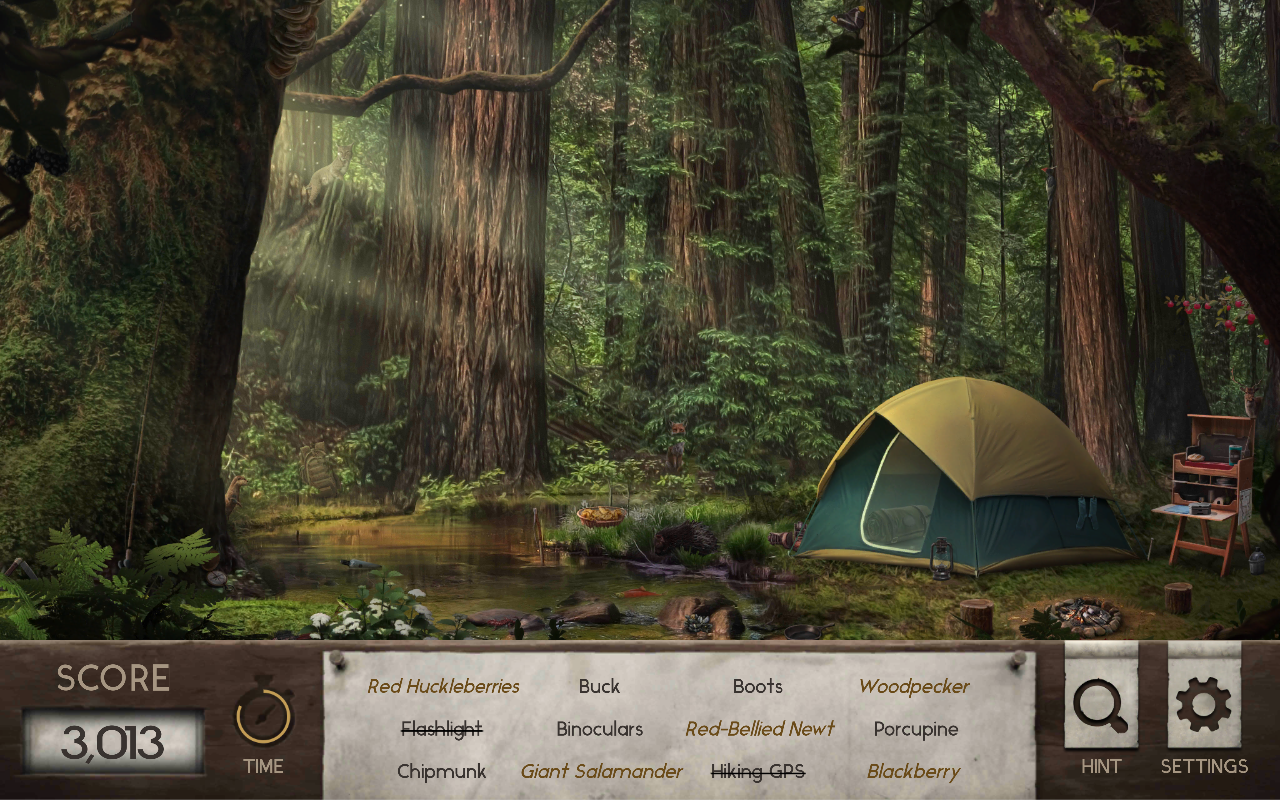 SCORE
3,013
TIME
Red Huckleberries Buck Boots Woodpecker
Flashlight Binoculars Red-Bellied Newt Porcupine
Chipmunk Giant Salamander Hiking GPS Blackberry
HINT
SETTINGS